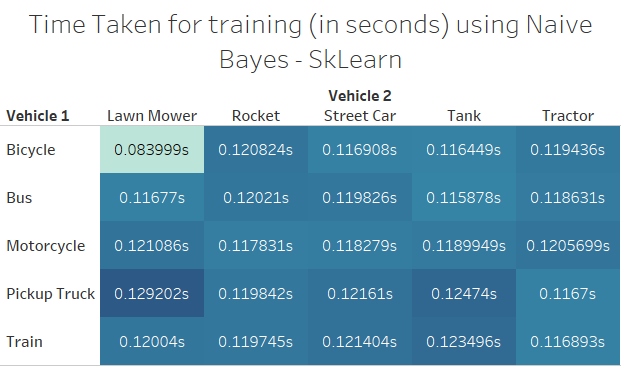 Time Taken for training (in seconds) using Naive
Bayes - SkLearn
Vehicle 2
Vehicle 1 Lawn Mower Rocket Street Car Tank Tractor
Bicycle 0.083999s 0.120824s 0.116908s 0.116449s 0.119436s
Bus 0.11677s 0.12021s 0.119826s 0.115878s 0.118631s
Motorcycle 0.121086s 0.117831s 0.118279s 0.1189949s 0.1205699s
Pickup Truck 0.129202s 0.119842s 0.12161s 0.12474s 0.1167s
Train 0.12004s 0.119745s 0.121404s 0.123496s 0.116893s